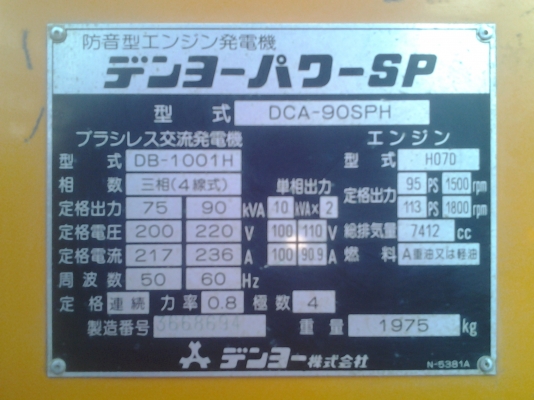 防音型エンジン発電機
デンヨーパワーSP
型式 DCA-90SPH
ブラシレス交流発電機 エンジン
型式 DB-1001H 型式 H07D
相数 三相(4線式) 単相出力 定格出力 95 PS 1500 rpm
定格出力 75 90 kVA 10 kVA×2 113 PS 1800 rpm
定格電圧 200 220 V 100 110 V 総排気量 7412 cc
定格電流 217 236 A 100 90.9 A 燃料 A重油又は軽油
周波数 50 60 Hz
定格 連続 力率 0.8 極数 4
製造番号 3668694 重量 1975 kg
デンヨー株式会社
N-5381A